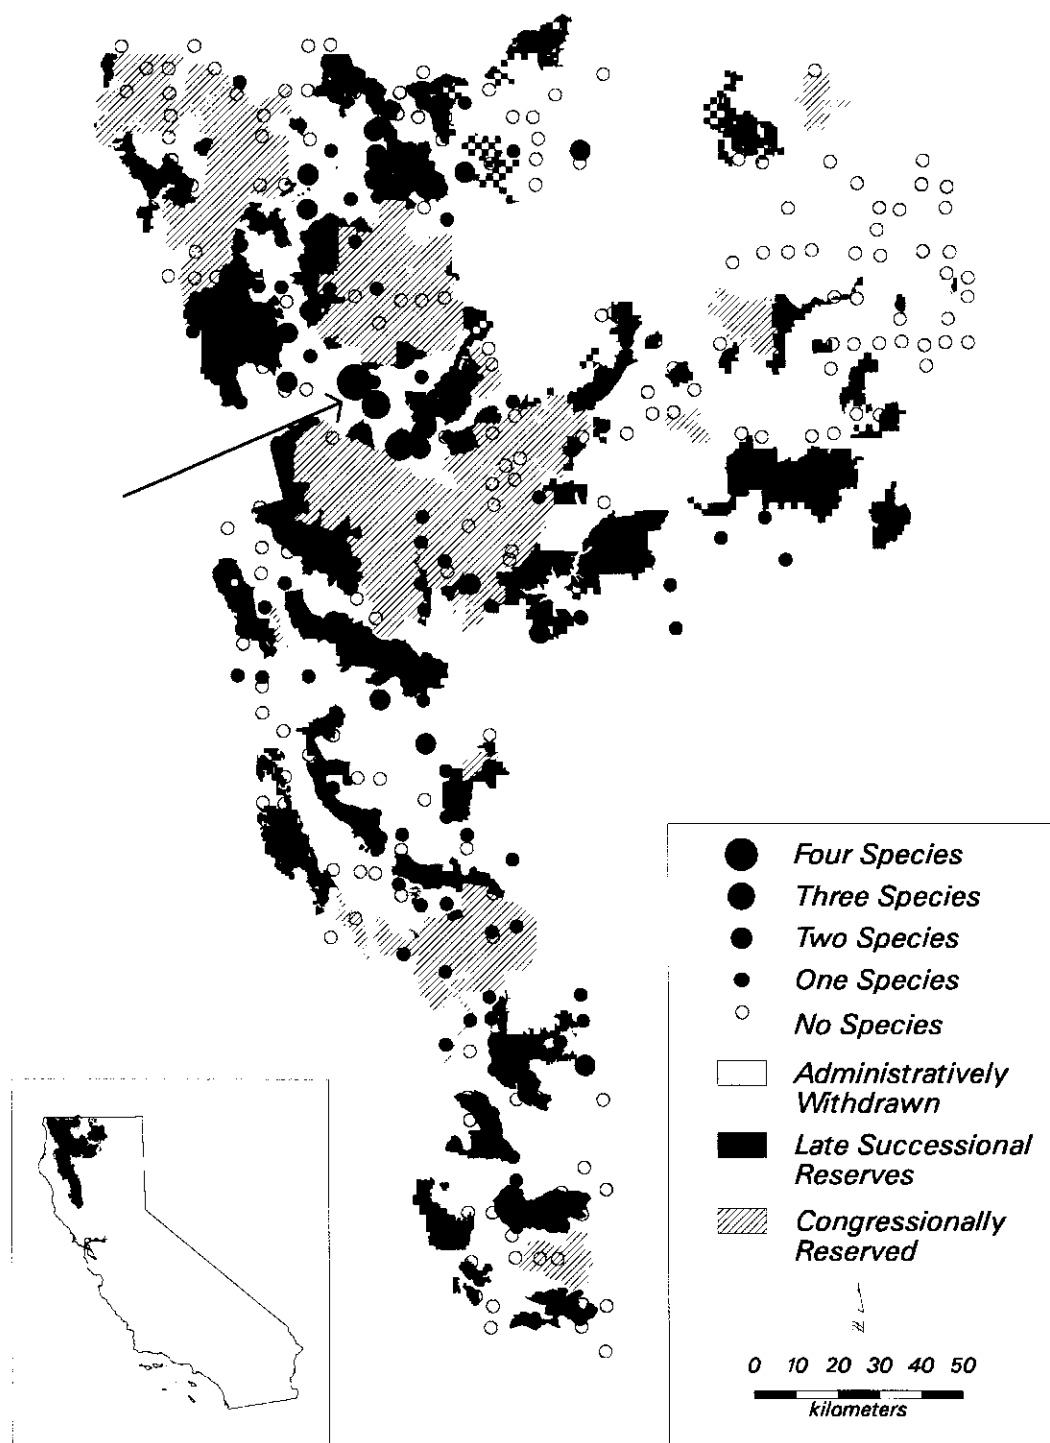 Four Species
Three Species
Two Species
One Species
No Species
Administratively
Withdrawn
Late Successional
Reserves
Congressionally
Reserved
0 10 20 30 40 50
kilometers